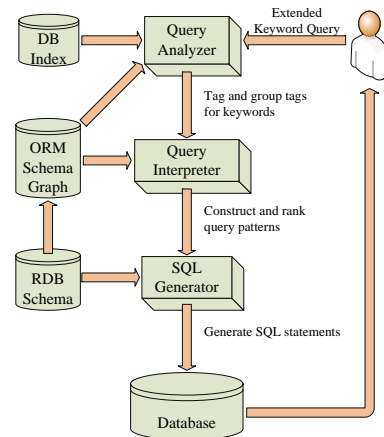 Extended
Keyword Query
DB
Index
Query
Analyzer
Tag and group tags
for keywords
ORM
Schema
Graph
Query
Interpreter
Construct and rank
query patterns
RDB
Schema
SQL
Generator
Generate SQL statements
Database